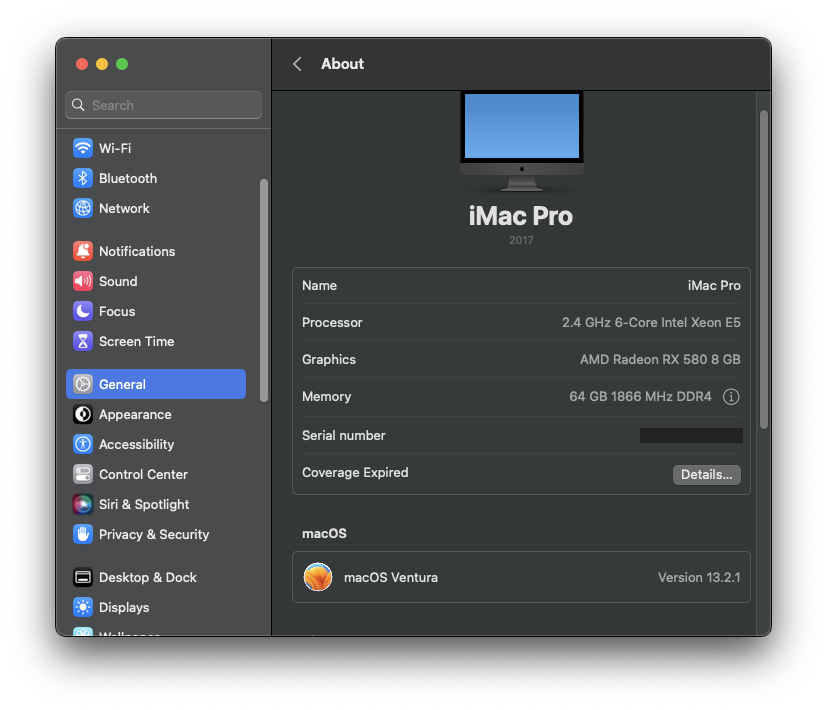 About
Search
Wi-Fi
Bluetooth
Network
Notifications
Sound
Focus
Screen Time
General
Appearance
Accessibility
Control Center
Siri & Spotlight
Privacy & Security
Desktop & Dock
Displays
Wallpaper
iMac Pro
2017
Name iMac Pro
Processor 2.4 GHz 6-Core Intel Xeon E5
Graphics AMD Radeon RX 580 8 GB
Memory 64 GB 1866 MHz DDR4
Serial number
Coverage Expired Details...
macOS
macOS Ventura Version 13.2.1